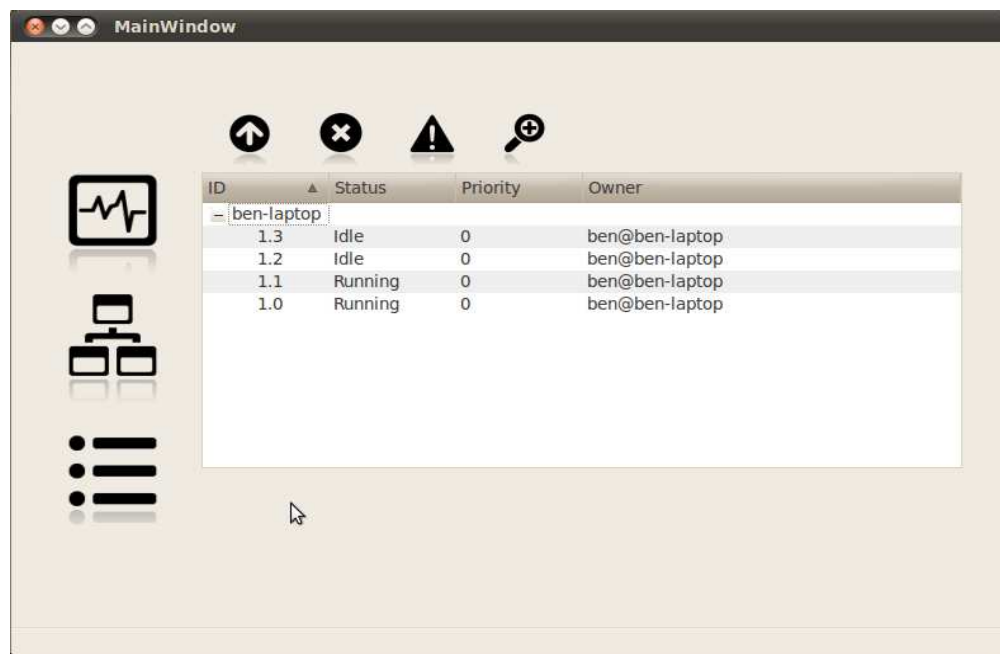 MainWindow
ID Status Priority Owner
ben-laptop
1.3 Idle 0 ben@ben-laptop
1.2 Idle 0 ben@ben-laptop
1.1 Running 0 ben@ben-laptop
1.0 Running 0 ben@ben-laptop